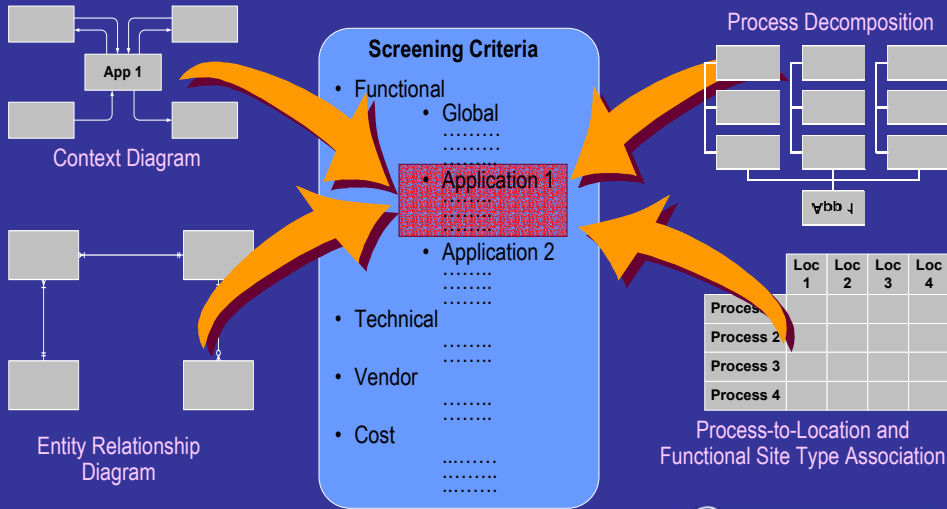 App 1
Context Diagram
Entity Relationship
Diagram
Screening Criteria
• Functional
• Global
………
………
……...
• Application 1
……..
……..
……..
• Application 2
……..
……..
……..
• Technical
……..
……..
• Vendor
……..
……..
• Cost
...……
...……
...……
Process Decomposition
App 1
Loc 1 Loc 2 Loc 3 Loc 4
Process
Process 2
Process 3
Process 4
Process-to-Location and
Functional Site Type Association